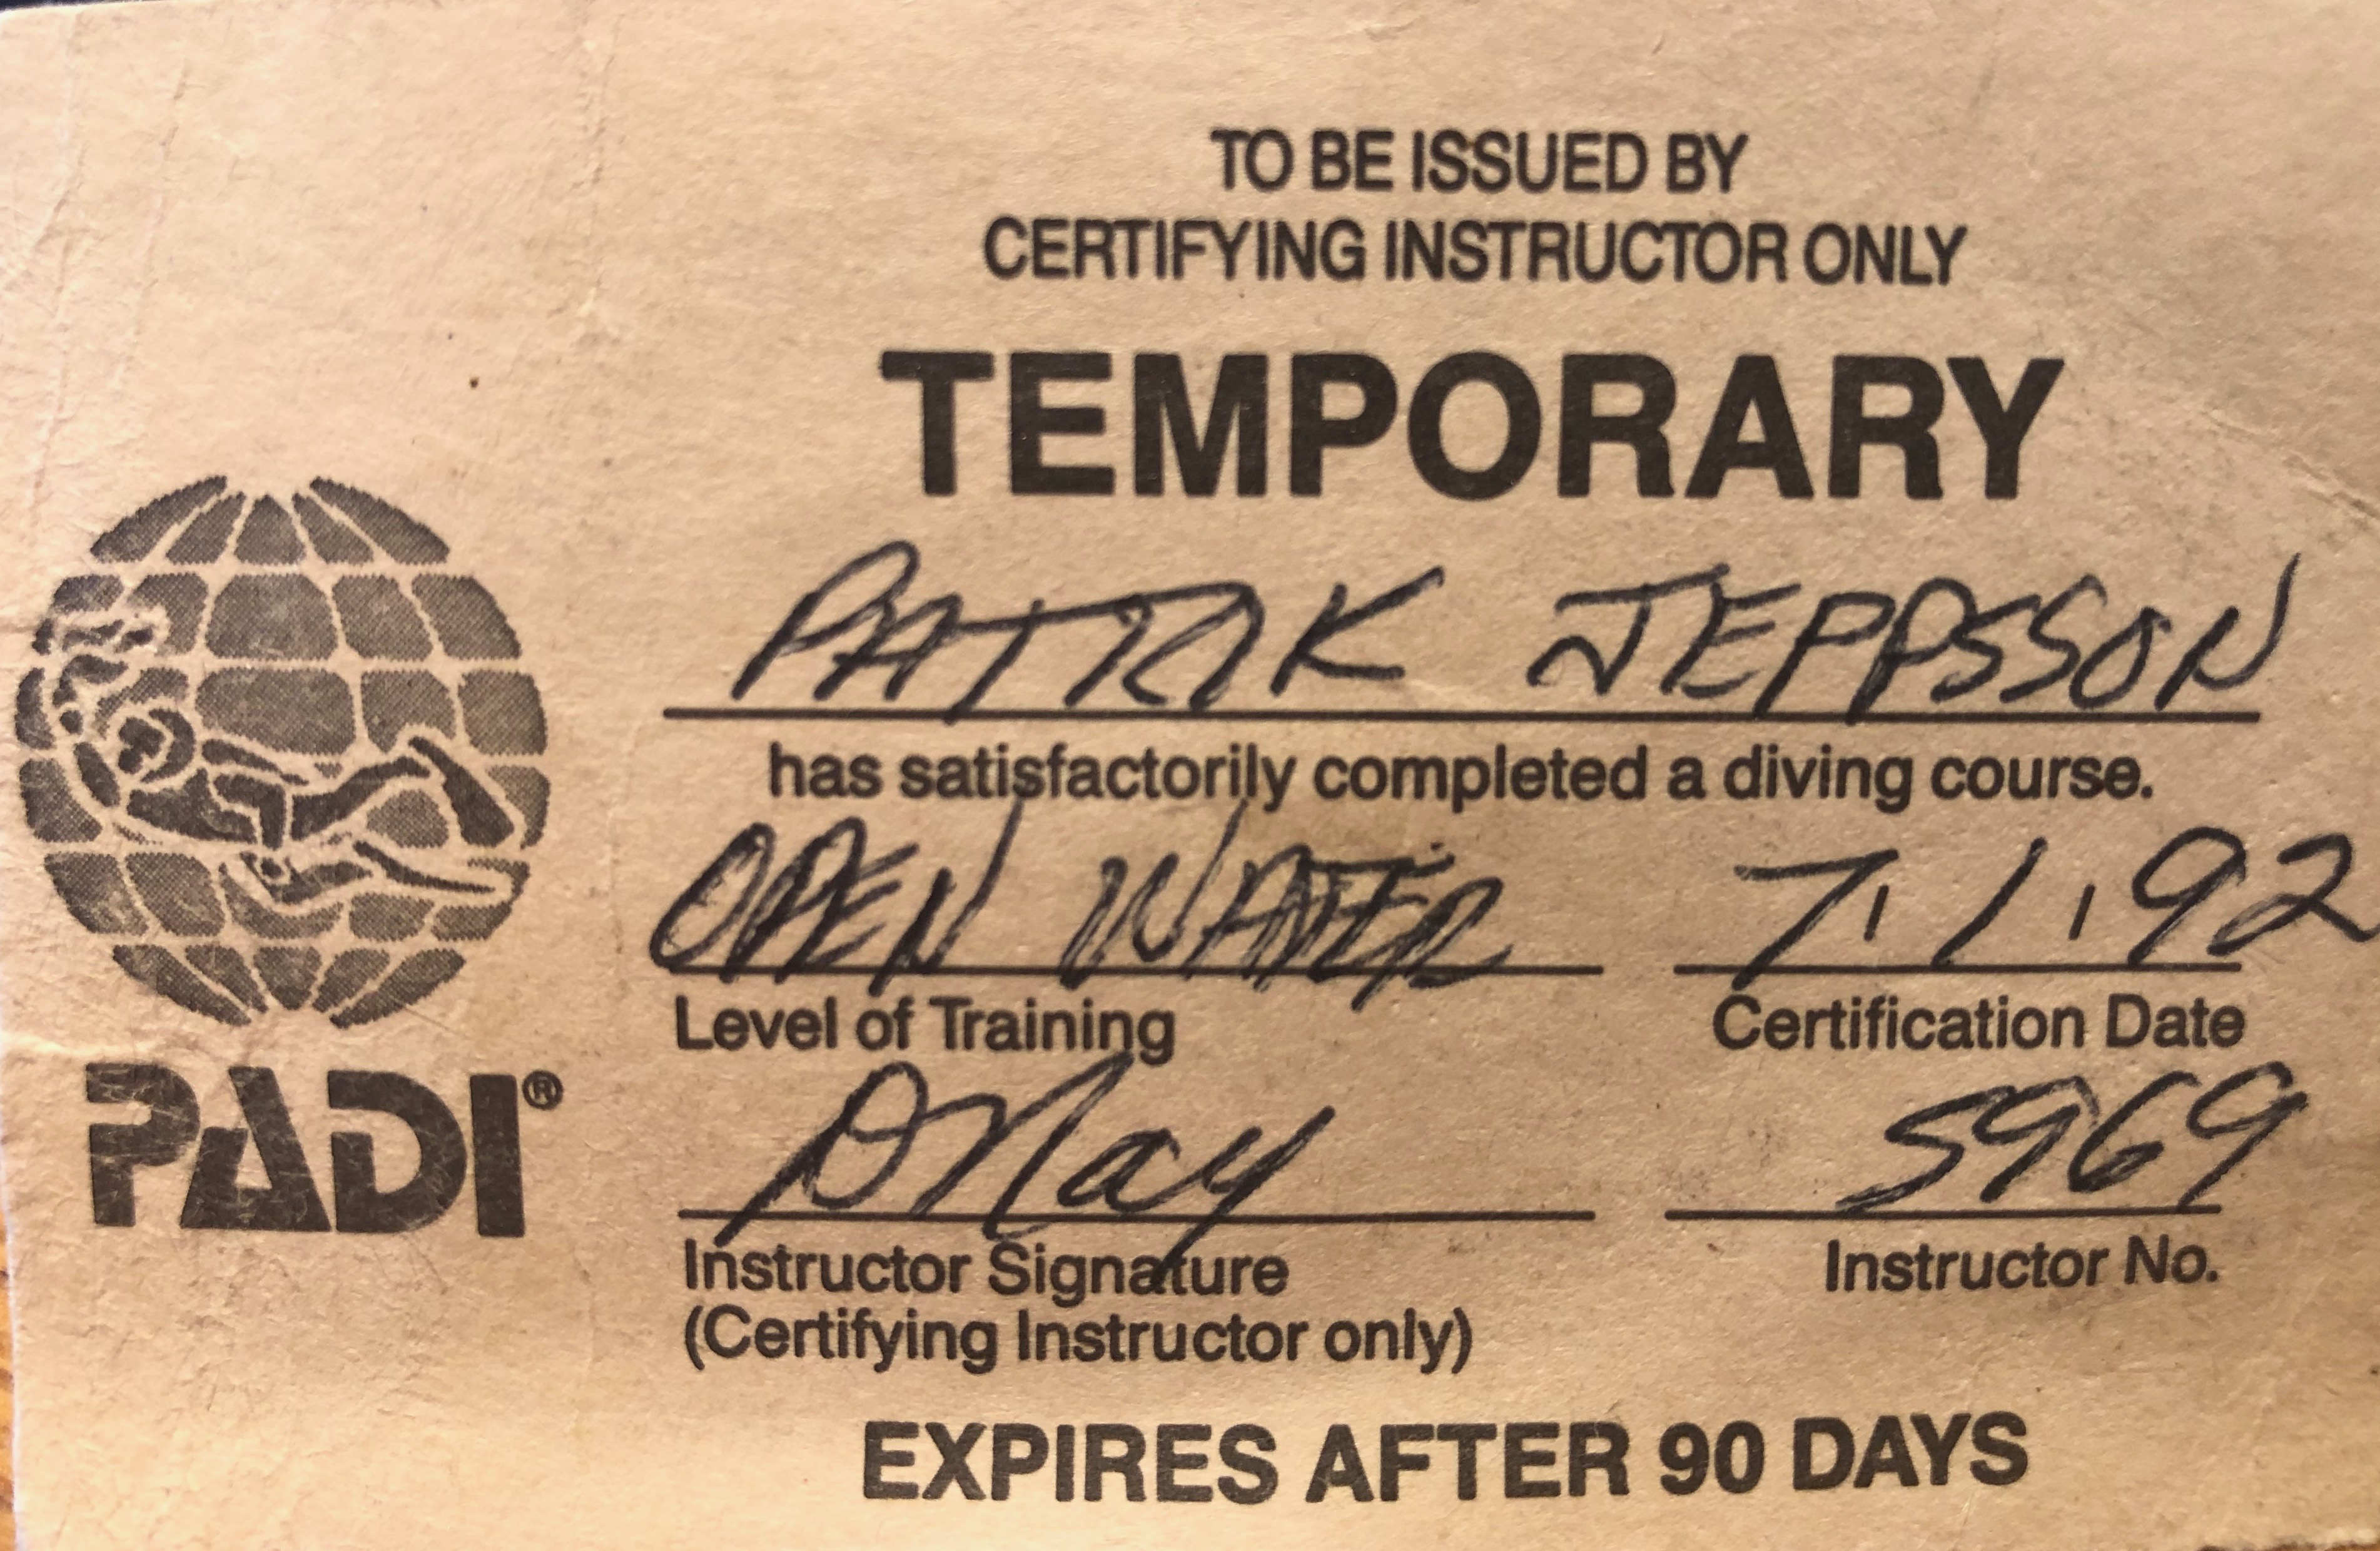 TO BE ISSUED BY
CERTIFYING INSTRUCTOR ONLY
TEMPORARY
PATRIK JEPPSSON
has satisfactorily completed a diving course.
OPEN WATER 7.1.92
Level of Training Certification Date
DMay 5969
Instructor Signature Instructor No.
(Certifying Instructor only)
PADI®
EXPIRES AFTER 90 DAYS